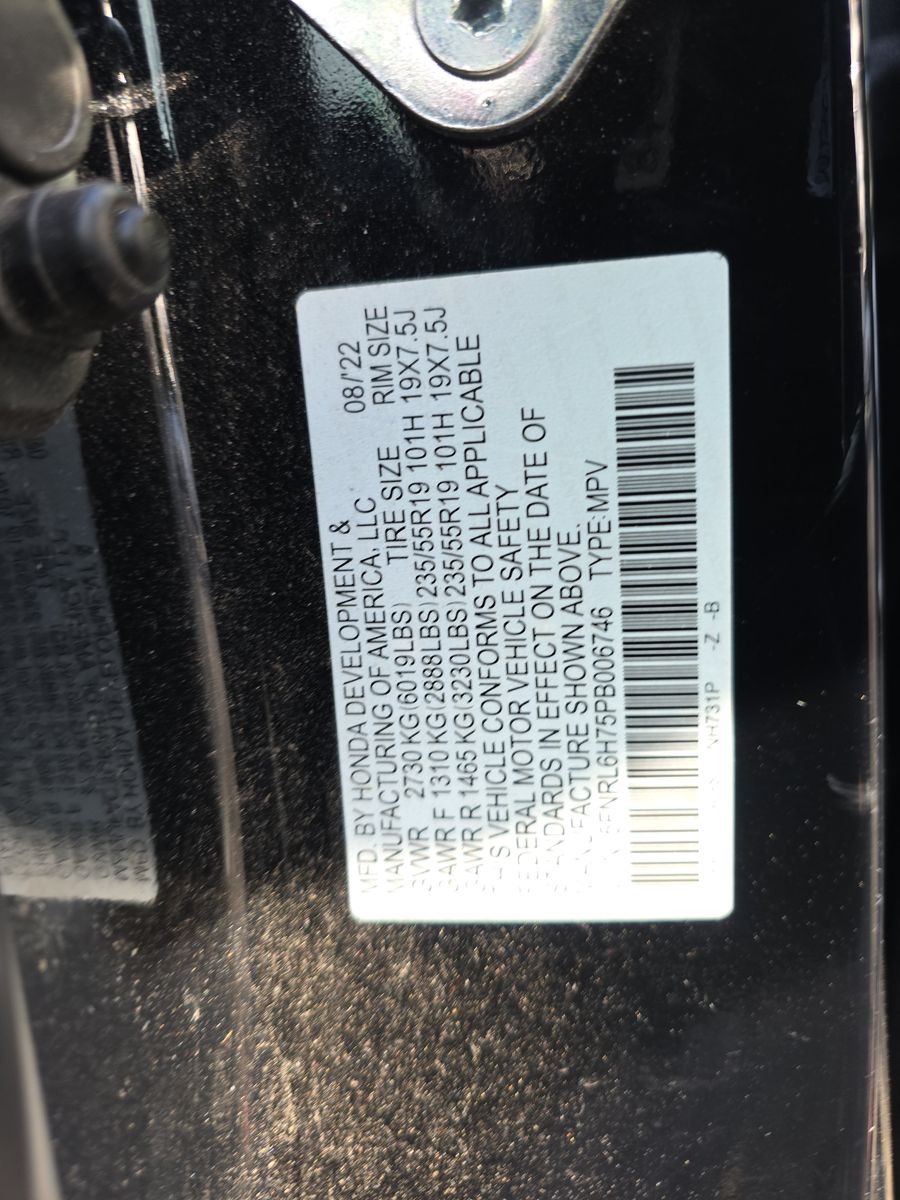 MFD. BY HONDA DEVELOPMENT & 08/'22
MANUFACTURING OF AMERICA, LLC
TIRE SIZE RIM SIZE
GVWR 2730 KG(6019LBS)
GAWR F 1310 KG(2888LBS) 235/55R19 101H 19X7.5J
GAWR R 1465 KG(3230LBS) 235/55R19 101H 19X7.5J
THIS VEHICLE CONFORMS TO ALL APPLICABLE
FEDERAL MOTOR VEHICLE SAFETY
STANDARDS IN EFFECT ON THE DATE OF
MANUFACTURE SHOWN ABOVE.
5FNRL6H75PB006746 TYPE:MPV
NH731P -Z -B